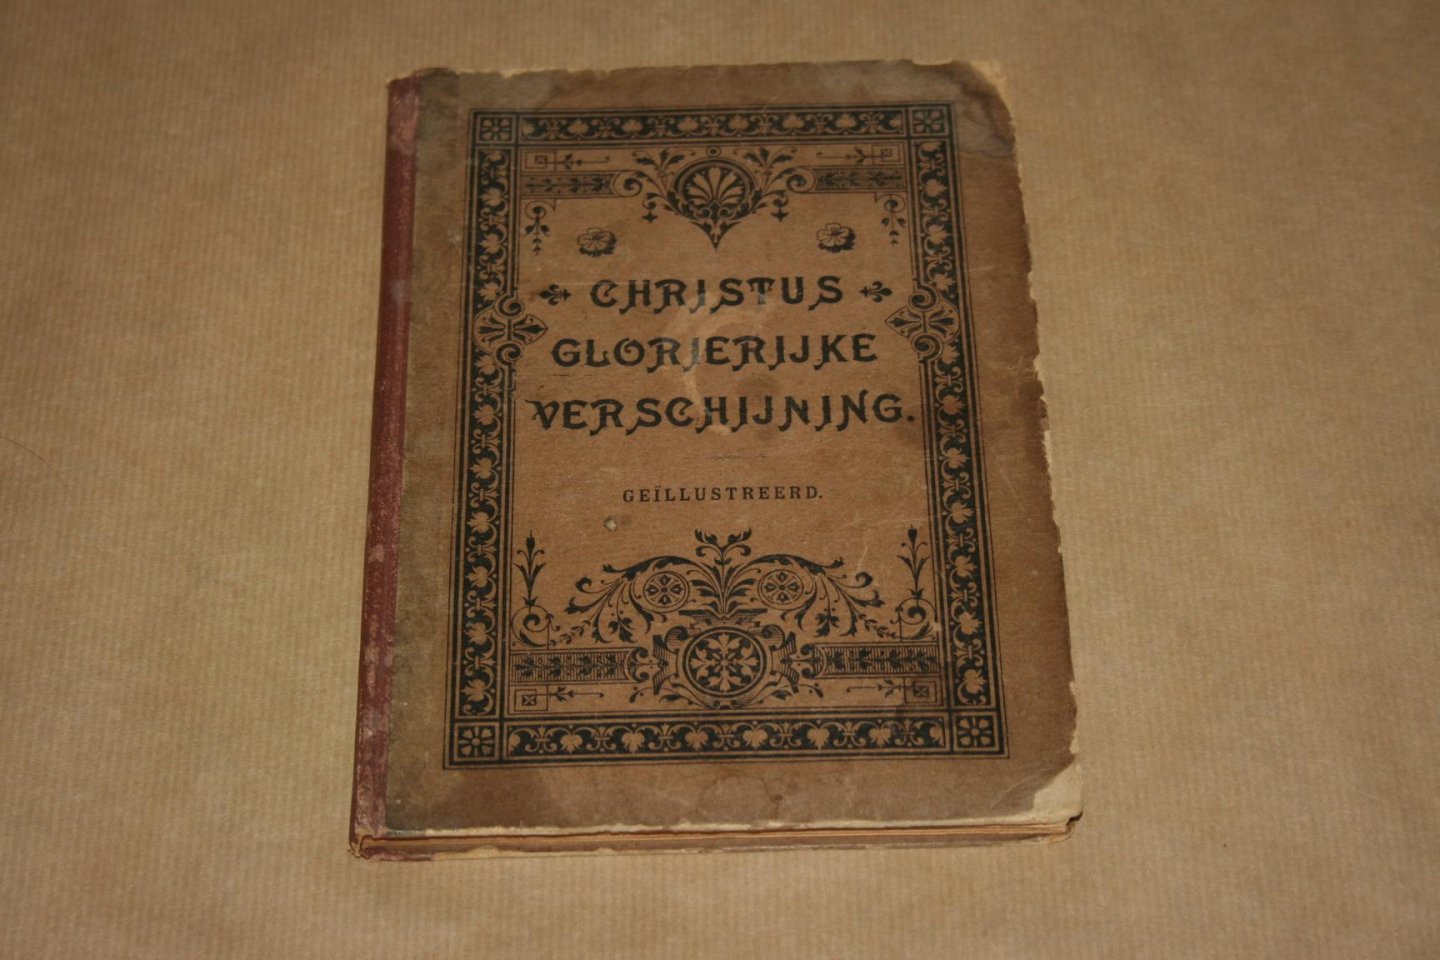 CHRISTUS
GLORIERIJKE
VERSCHIJNING.
GEÏLLUSTREERD.